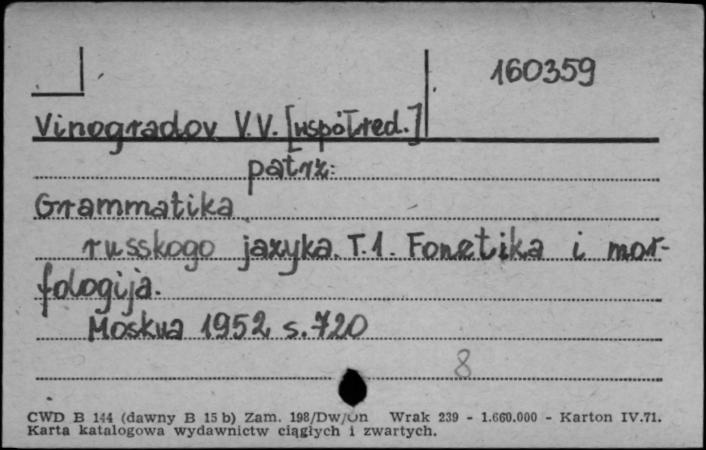 160359
Vinogradov V.V. [współred.]
patrz:
Grammatika
russkogo jazyka. T.1. Fonetika i mor-
fologija.
Moskva 1952 s. 720
8
CWD B 144 (dawny B 15 b) Zam. 198/Dw/On Wrak 239 - 1.660.000 - Karton IV.71.
Karta katalogowa wydawnictw ciągłych i zwartych.